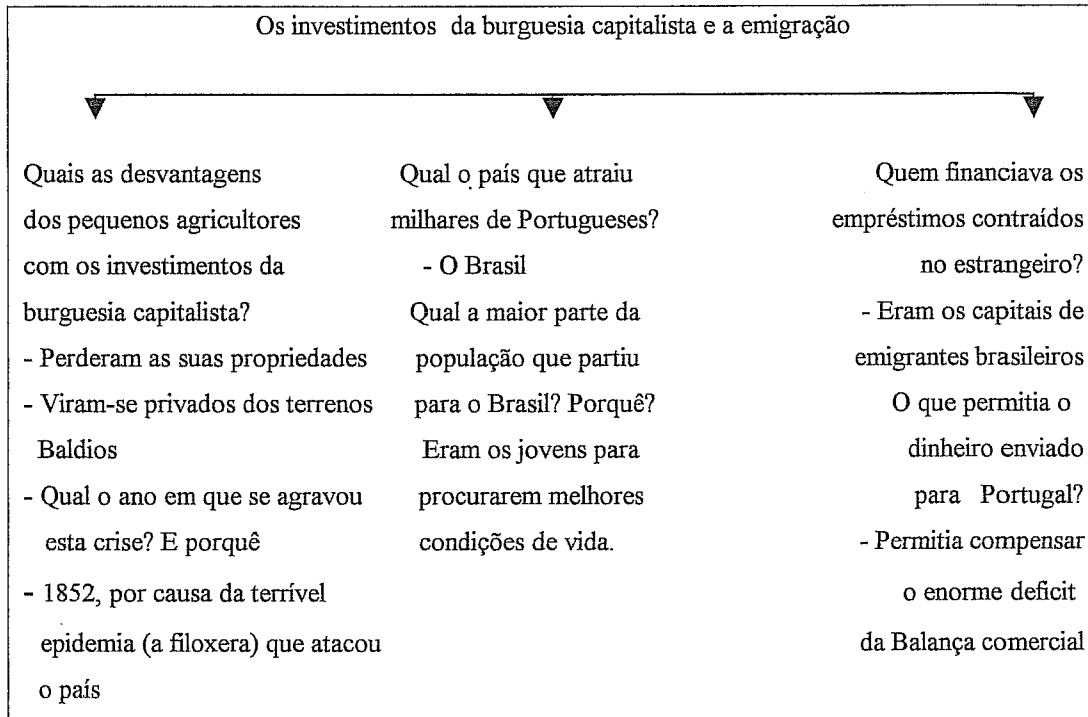 Os investimentos da burguesia capitalista e a emigração
Quais as desvantagens
dos pequenos agricultores
com os investimentos da
burguesia capitalista?
- Perderam as suas propriedades
- Viram-se privados dos terrenos
Baldios
- Qual o ano em que se agravou
esta crise? E porquê
- 1852, por causa da terrível
epidemia (a filoxera) que atacou
o país
Qual o país que atraiu
milhares de Portugueses?
- O Brasil
Qual a maior parte da
população que partiu
para o Brasil? Porquê?
Eram os jovens para
procurarem melhores
condições de vida.
Quem financiava os
empréstimos contraídos
no estrangeiro?
- Eram os capitais de
emigrantes brasileiros
O que permitia o
dinheiro enviado
para Portugal?
- Permitia compensar
o enorme deficit
da Balança comercial